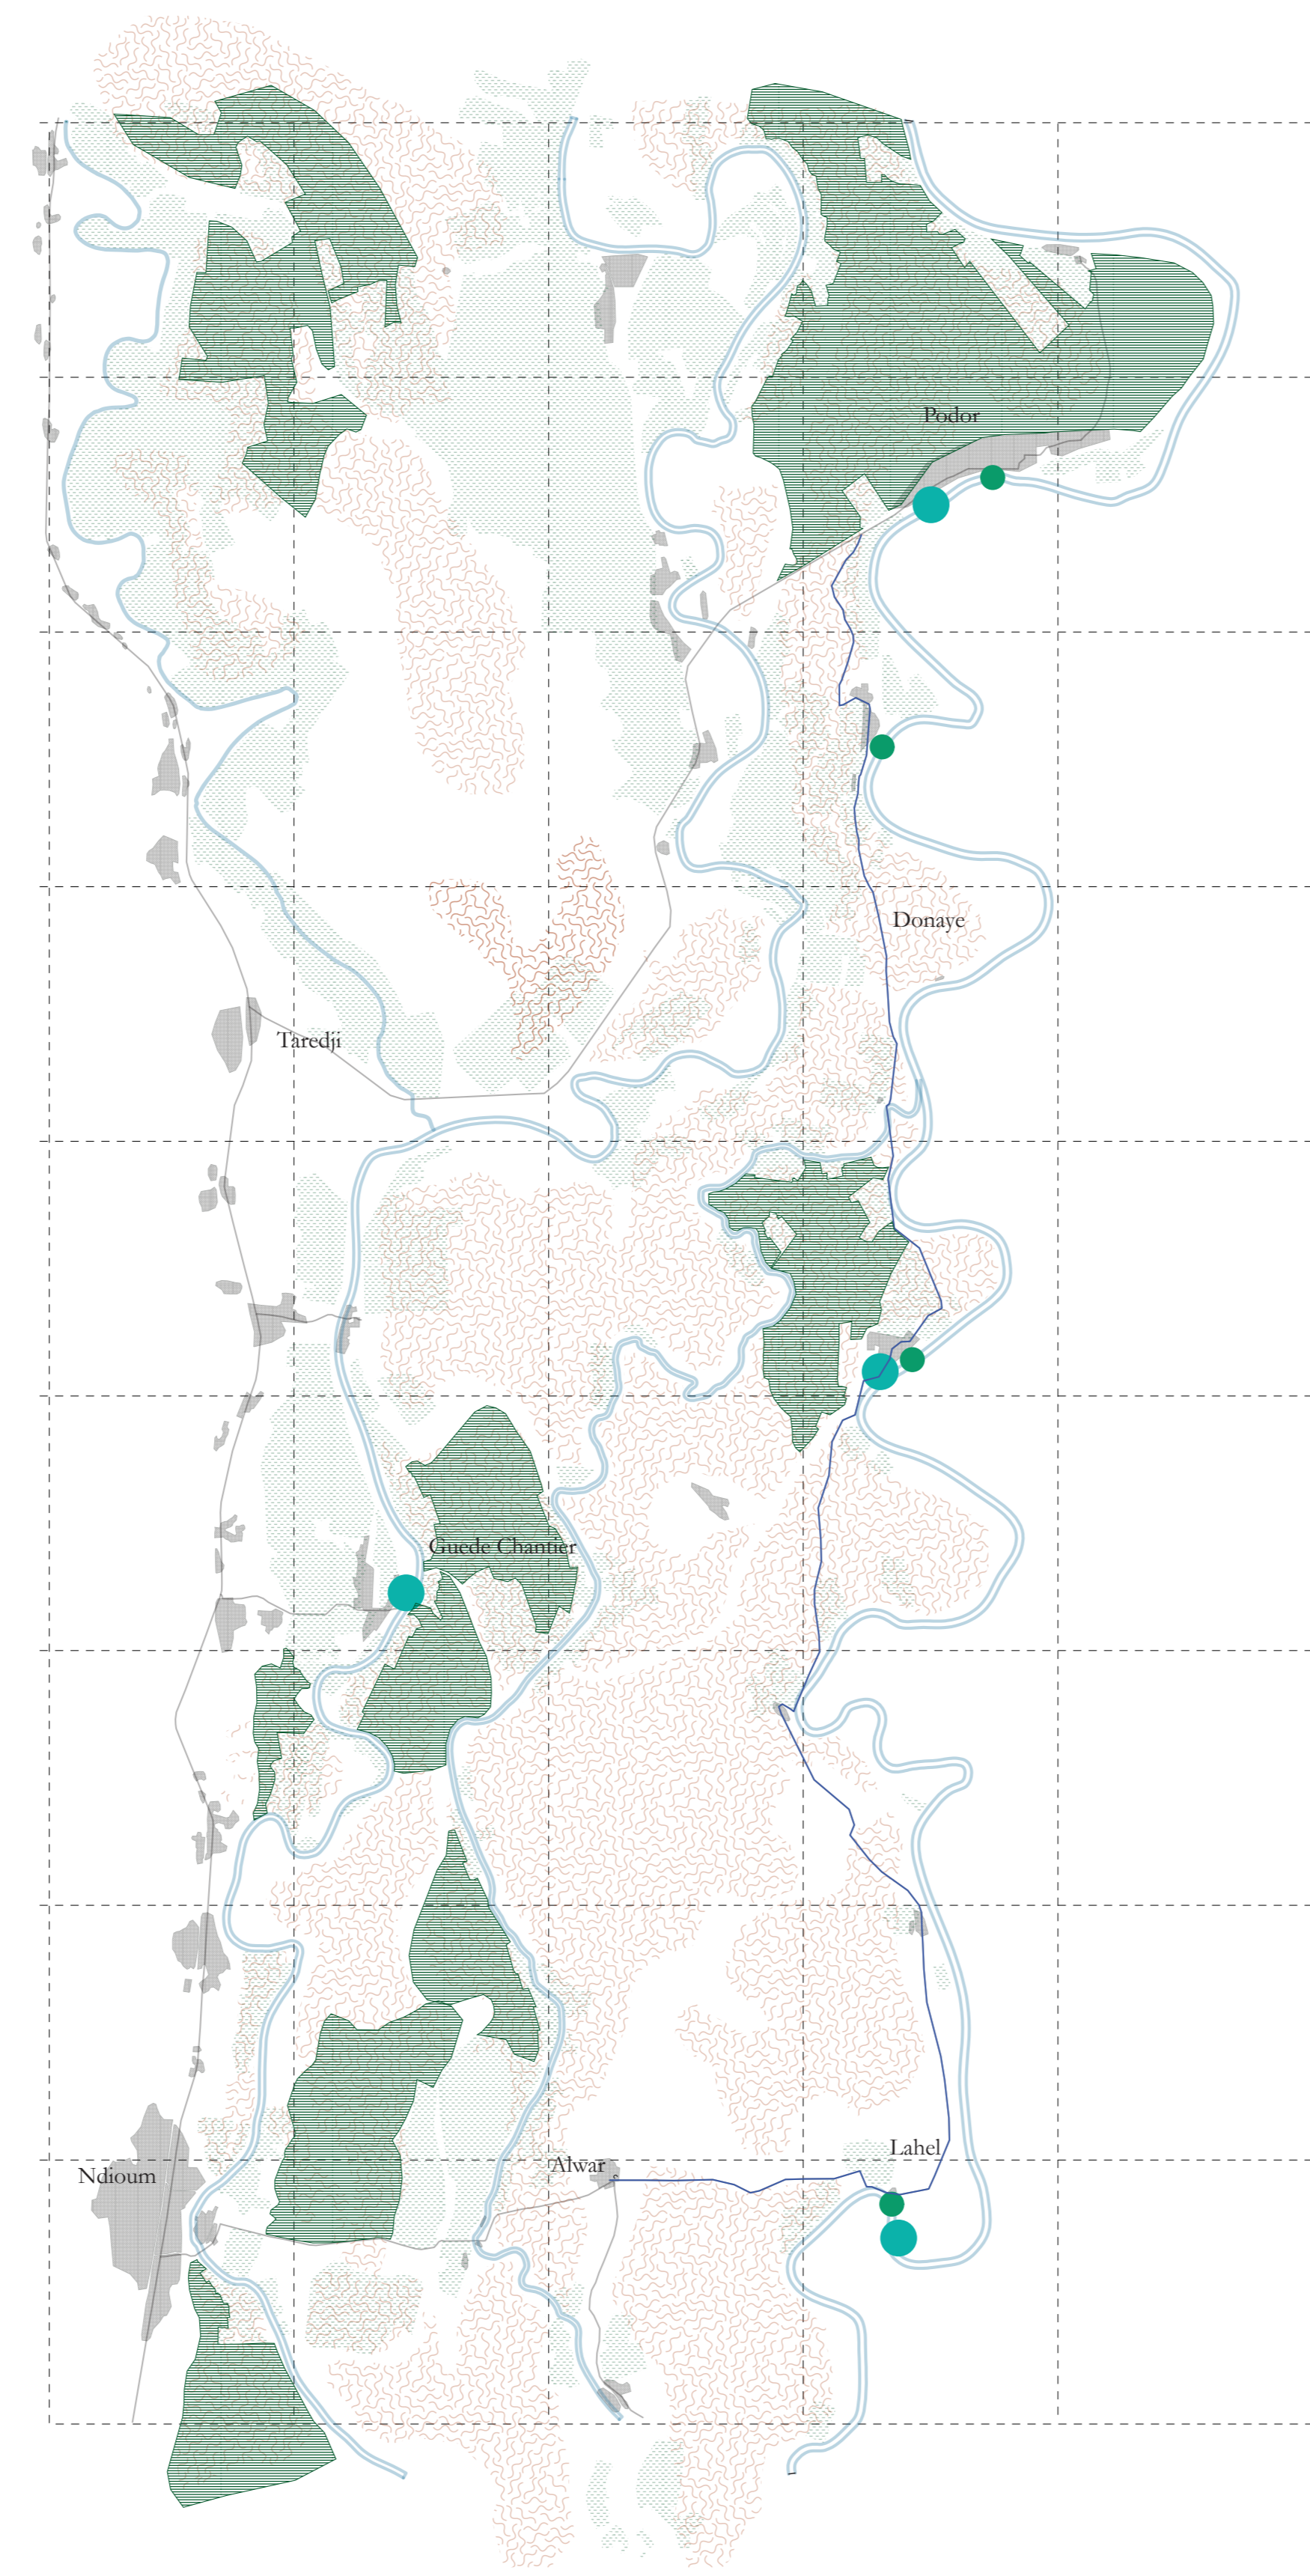 Podor
Donaye
Taredji
Guede Chantier
Lahel
Alwar
Ndioum